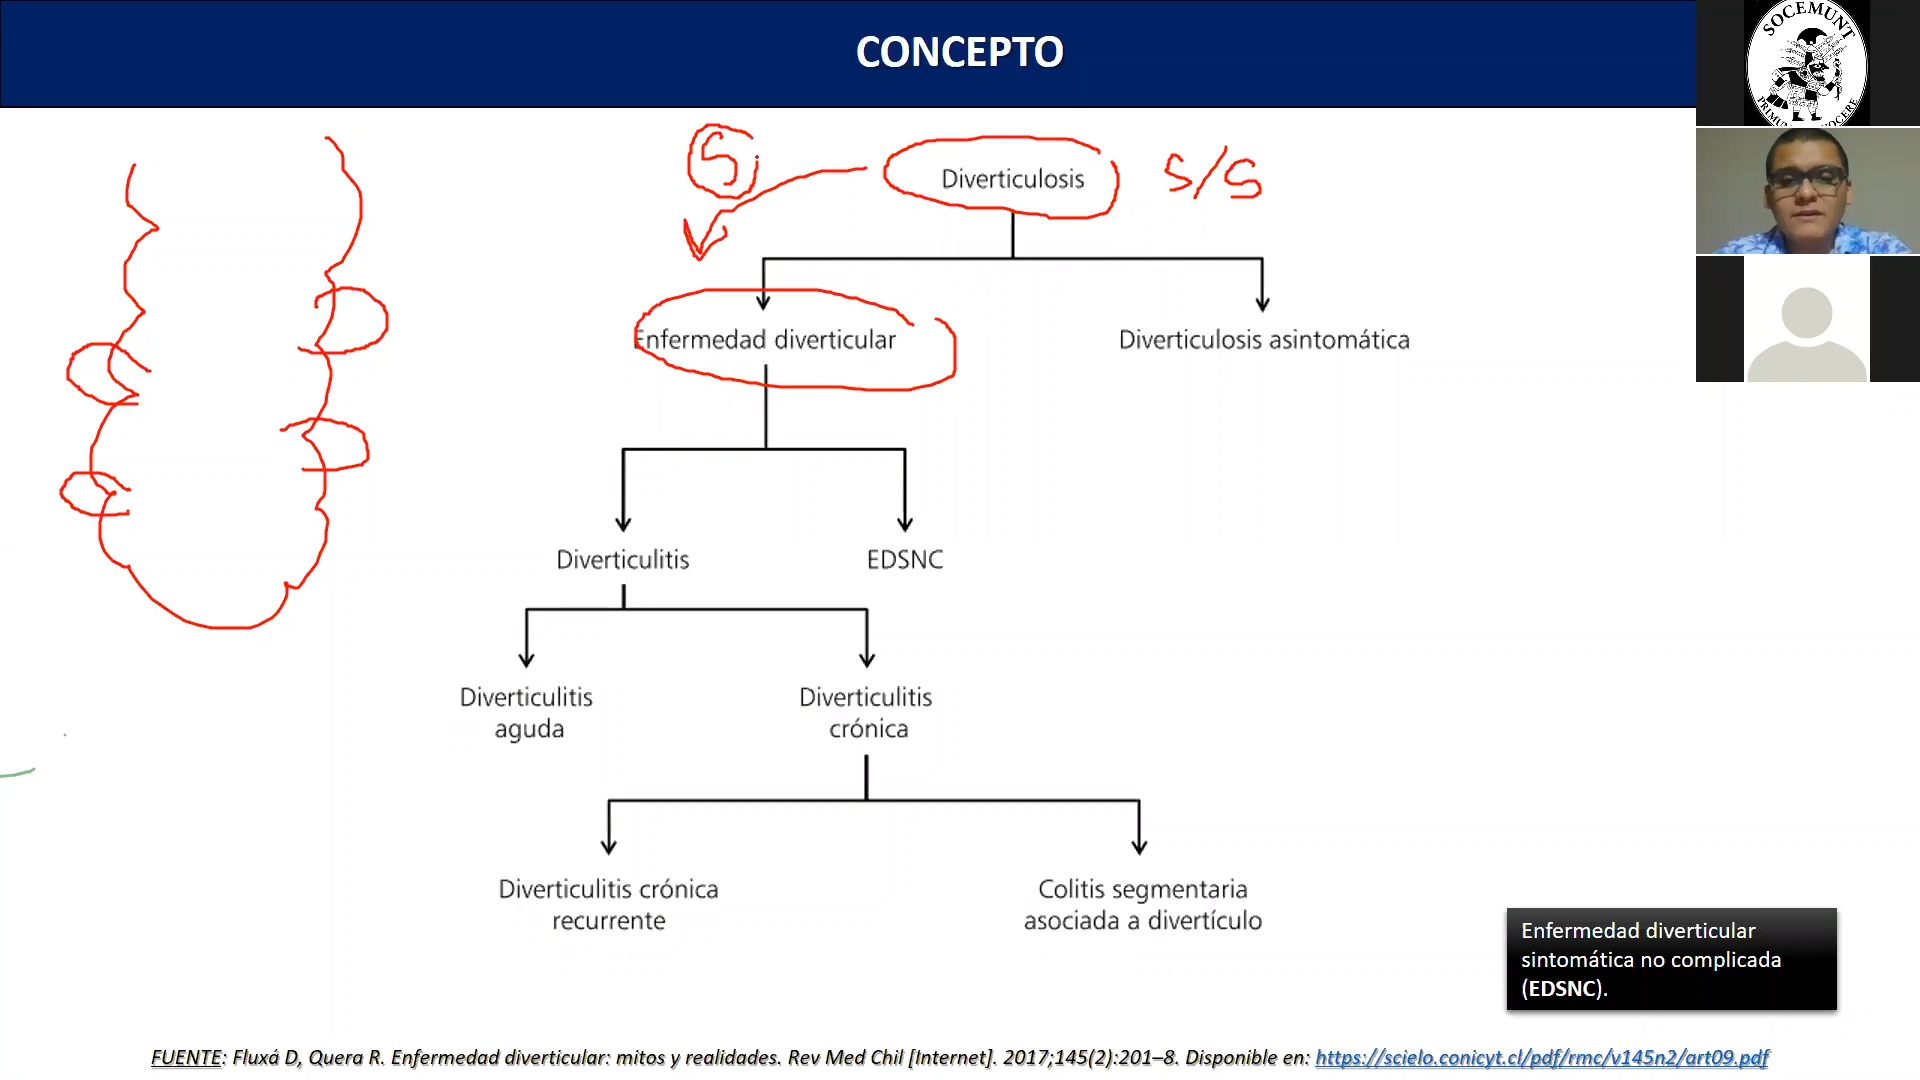 CONCEPTO
SOCEMUNT
S
Diverticulosis
S/S
Enfermedad diverticular
Diverticulosis asintomática
Diverticulitis
EDSNC
Diverticulitis
aguda
Diverticulitis
crónica
Diverticulitis crónica
recurrente
Colitis segmentaria
asociada a divertículo
Enfermedad diverticular
sintomática no complicada
(EDSNC).
FUENTE: Fluxá D, Quera R. Enfermedad diverticular: mitos y realidades. Rev Med Chil [Internet]. 2017;145(2):201–8. Disponible en: https://scielo.conicyt.cl/pdf/rmc/v145n2/art09.pdf